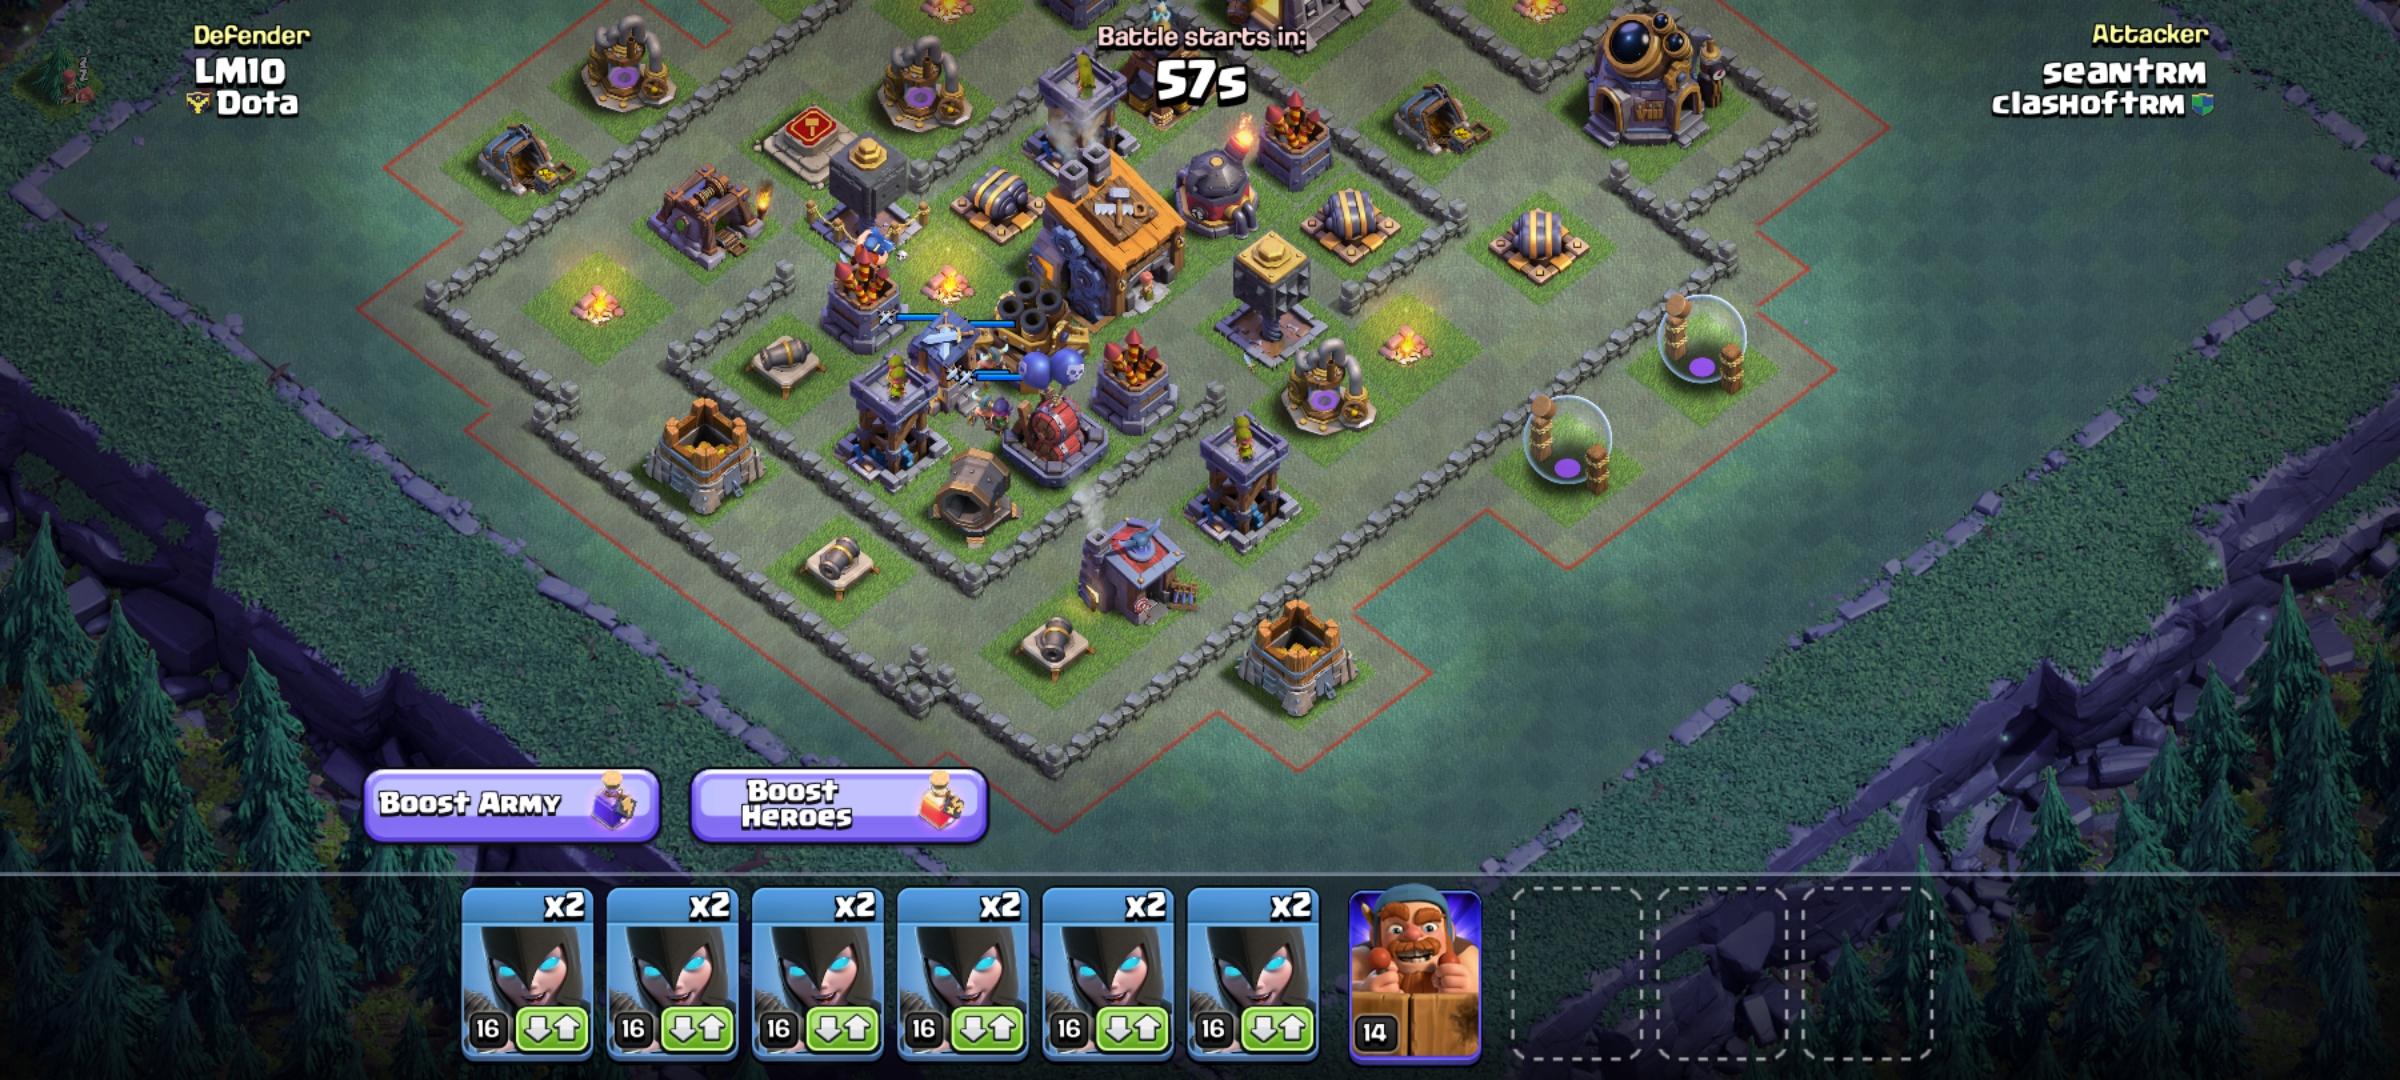 Defender
LM10
Dota
Battle starts in:
57s
Attacker
seantrm
clashoftrm
VIII
Boost Army
Boost
Heroes
x2
x2
x2
x2
x2
x2
16
16
16
16
16
16
14